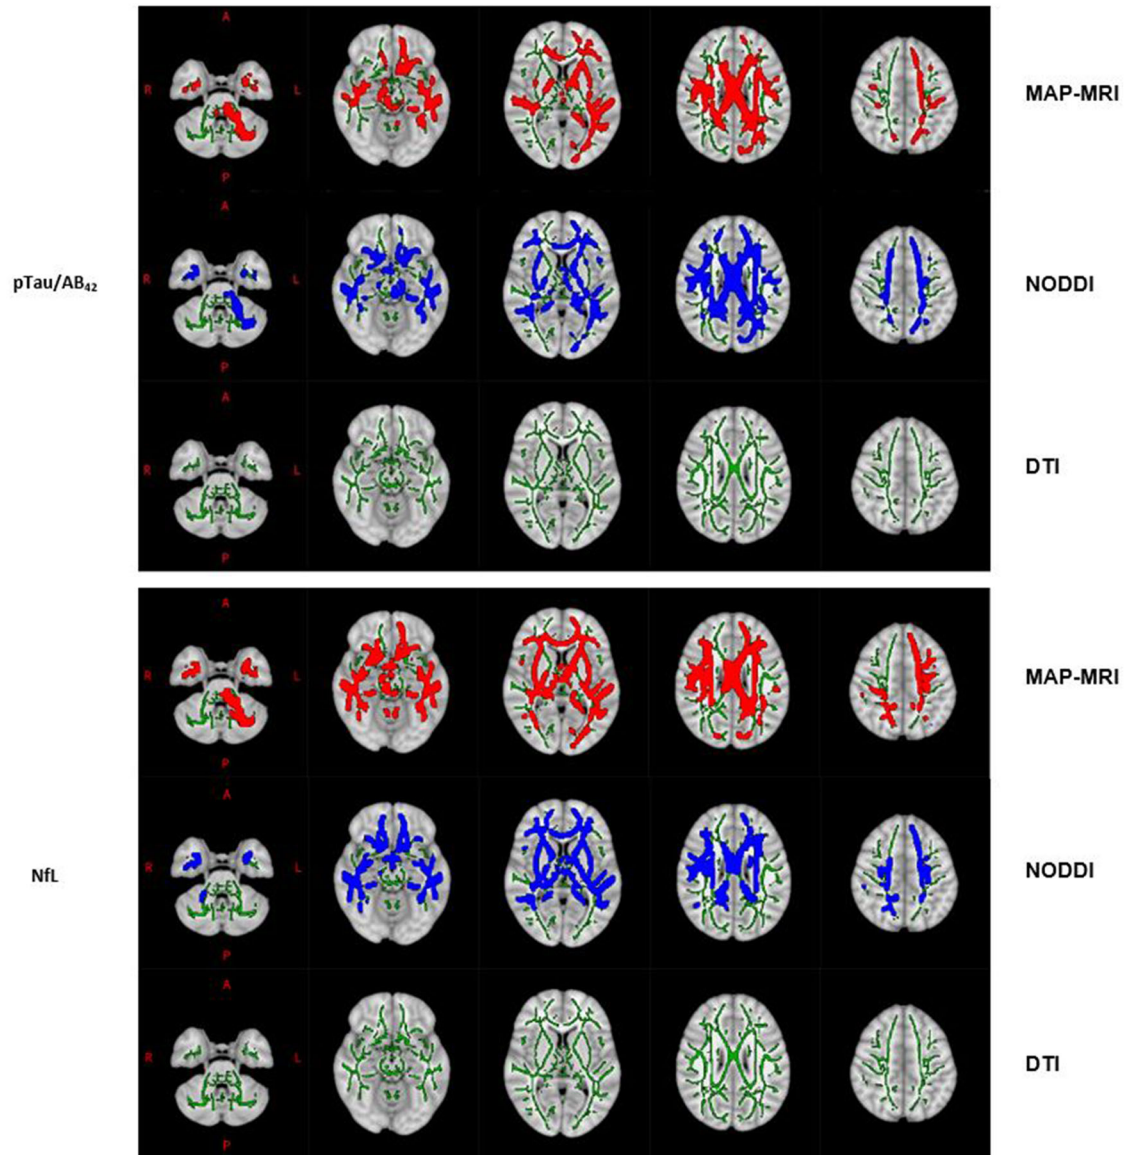 A
R L MAP-MRI
P
A
pTau/AB₄₂ R L NODDI
P
A
R L DTI
P
A
R L MAP-MRI
P
A
NfL R L NODDI
P
A
R L DTI
P